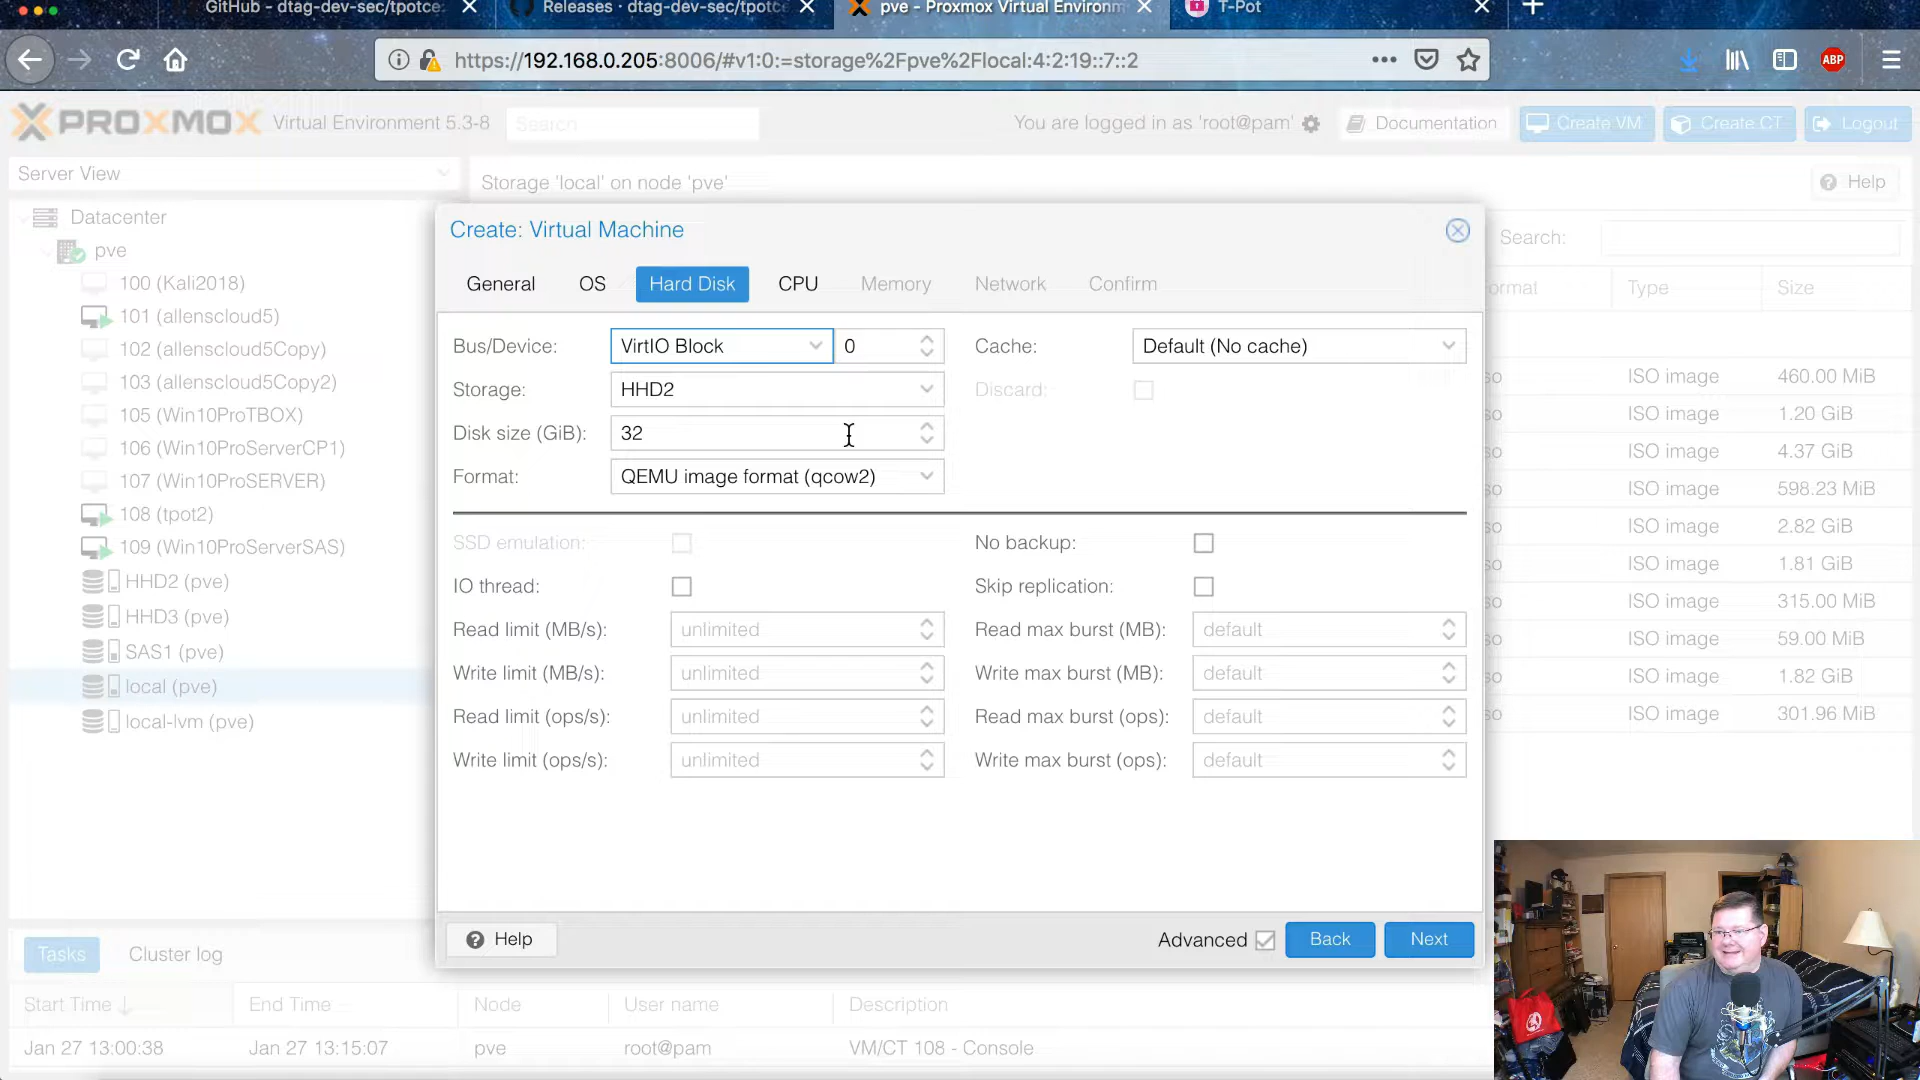 GitHub - dtag-dev-sec/tpotce:
Releases · dtag-dev-sec/tpotce
pve - Proxmox Virtual Environm
T-Pot
https://192.168.0.205:8006/#v1:0:=storage%2Fpve%2Flocal:4:2:19::7::2
ABP
PROXMOX
Virtual Environment 5.3-8
Search
You are logged in as 'root@pam'
Documentation
Create VM
Create CT
Logout
Server View
Storage 'local' on node 'pve'
Help
Datacenter
pve
100 (Kali2018)
101 (allenscloud5)
102 (allenscloud5Copy)
103 (allenscloud5Copy2)
105 (Win10ProTBOX)
106 (Win10ProServerCP1)
107 (Win10ProSERVER)
108 (tpot2)
109 (Win10ProServerSAS)
HHD2 (pve)
HHD3 (pve)
SAS1 (pve)
local (pve)
local-lvm (pve)
Create: Virtual Machine
General
OS
Hard Disk
CPU
Memory
Network
Confirm
Bus/Device:
VirtIO Block
0
Cache:
Default (No cache)
Storage:
HHD2
Discard:
Disk size (GiB):
32
Format:
QEMU image format (qcow2)
SSD emulation:
No backup:
IO thread:
Skip replication:
Read limit (MB/s):
unlimited
Read max burst (MB):
default
Write limit (MB/s):
unlimited
Write max burst (MB):
default
Read limit (ops/s):
unlimited
Read max burst (ops):
default
Write limit (ops/s):
unlimited
Write max burst (ops):
default
Help
Advanced
Back
Next
Search:
ormat
Type
Size
so
ISO image
460.00 MiB
so
ISO image
1.20 GiB
so
ISO image
4.37 GiB
so
ISO image
598.23 MiB
so
ISO image
2.82 GiB
so
ISO image
1.81 GiB
so
ISO image
315.00 MiB
so
ISO image
59.00 MiB
so
ISO image
1.82 GiB
so
ISO image
301.96 MiB
Tasks
Cluster log
Start Time
End Time
Node
User name
Description
Jan 27 13:00:38
Jan 27 13:15:07
pve
root@pam
VM/CT 108 - Console